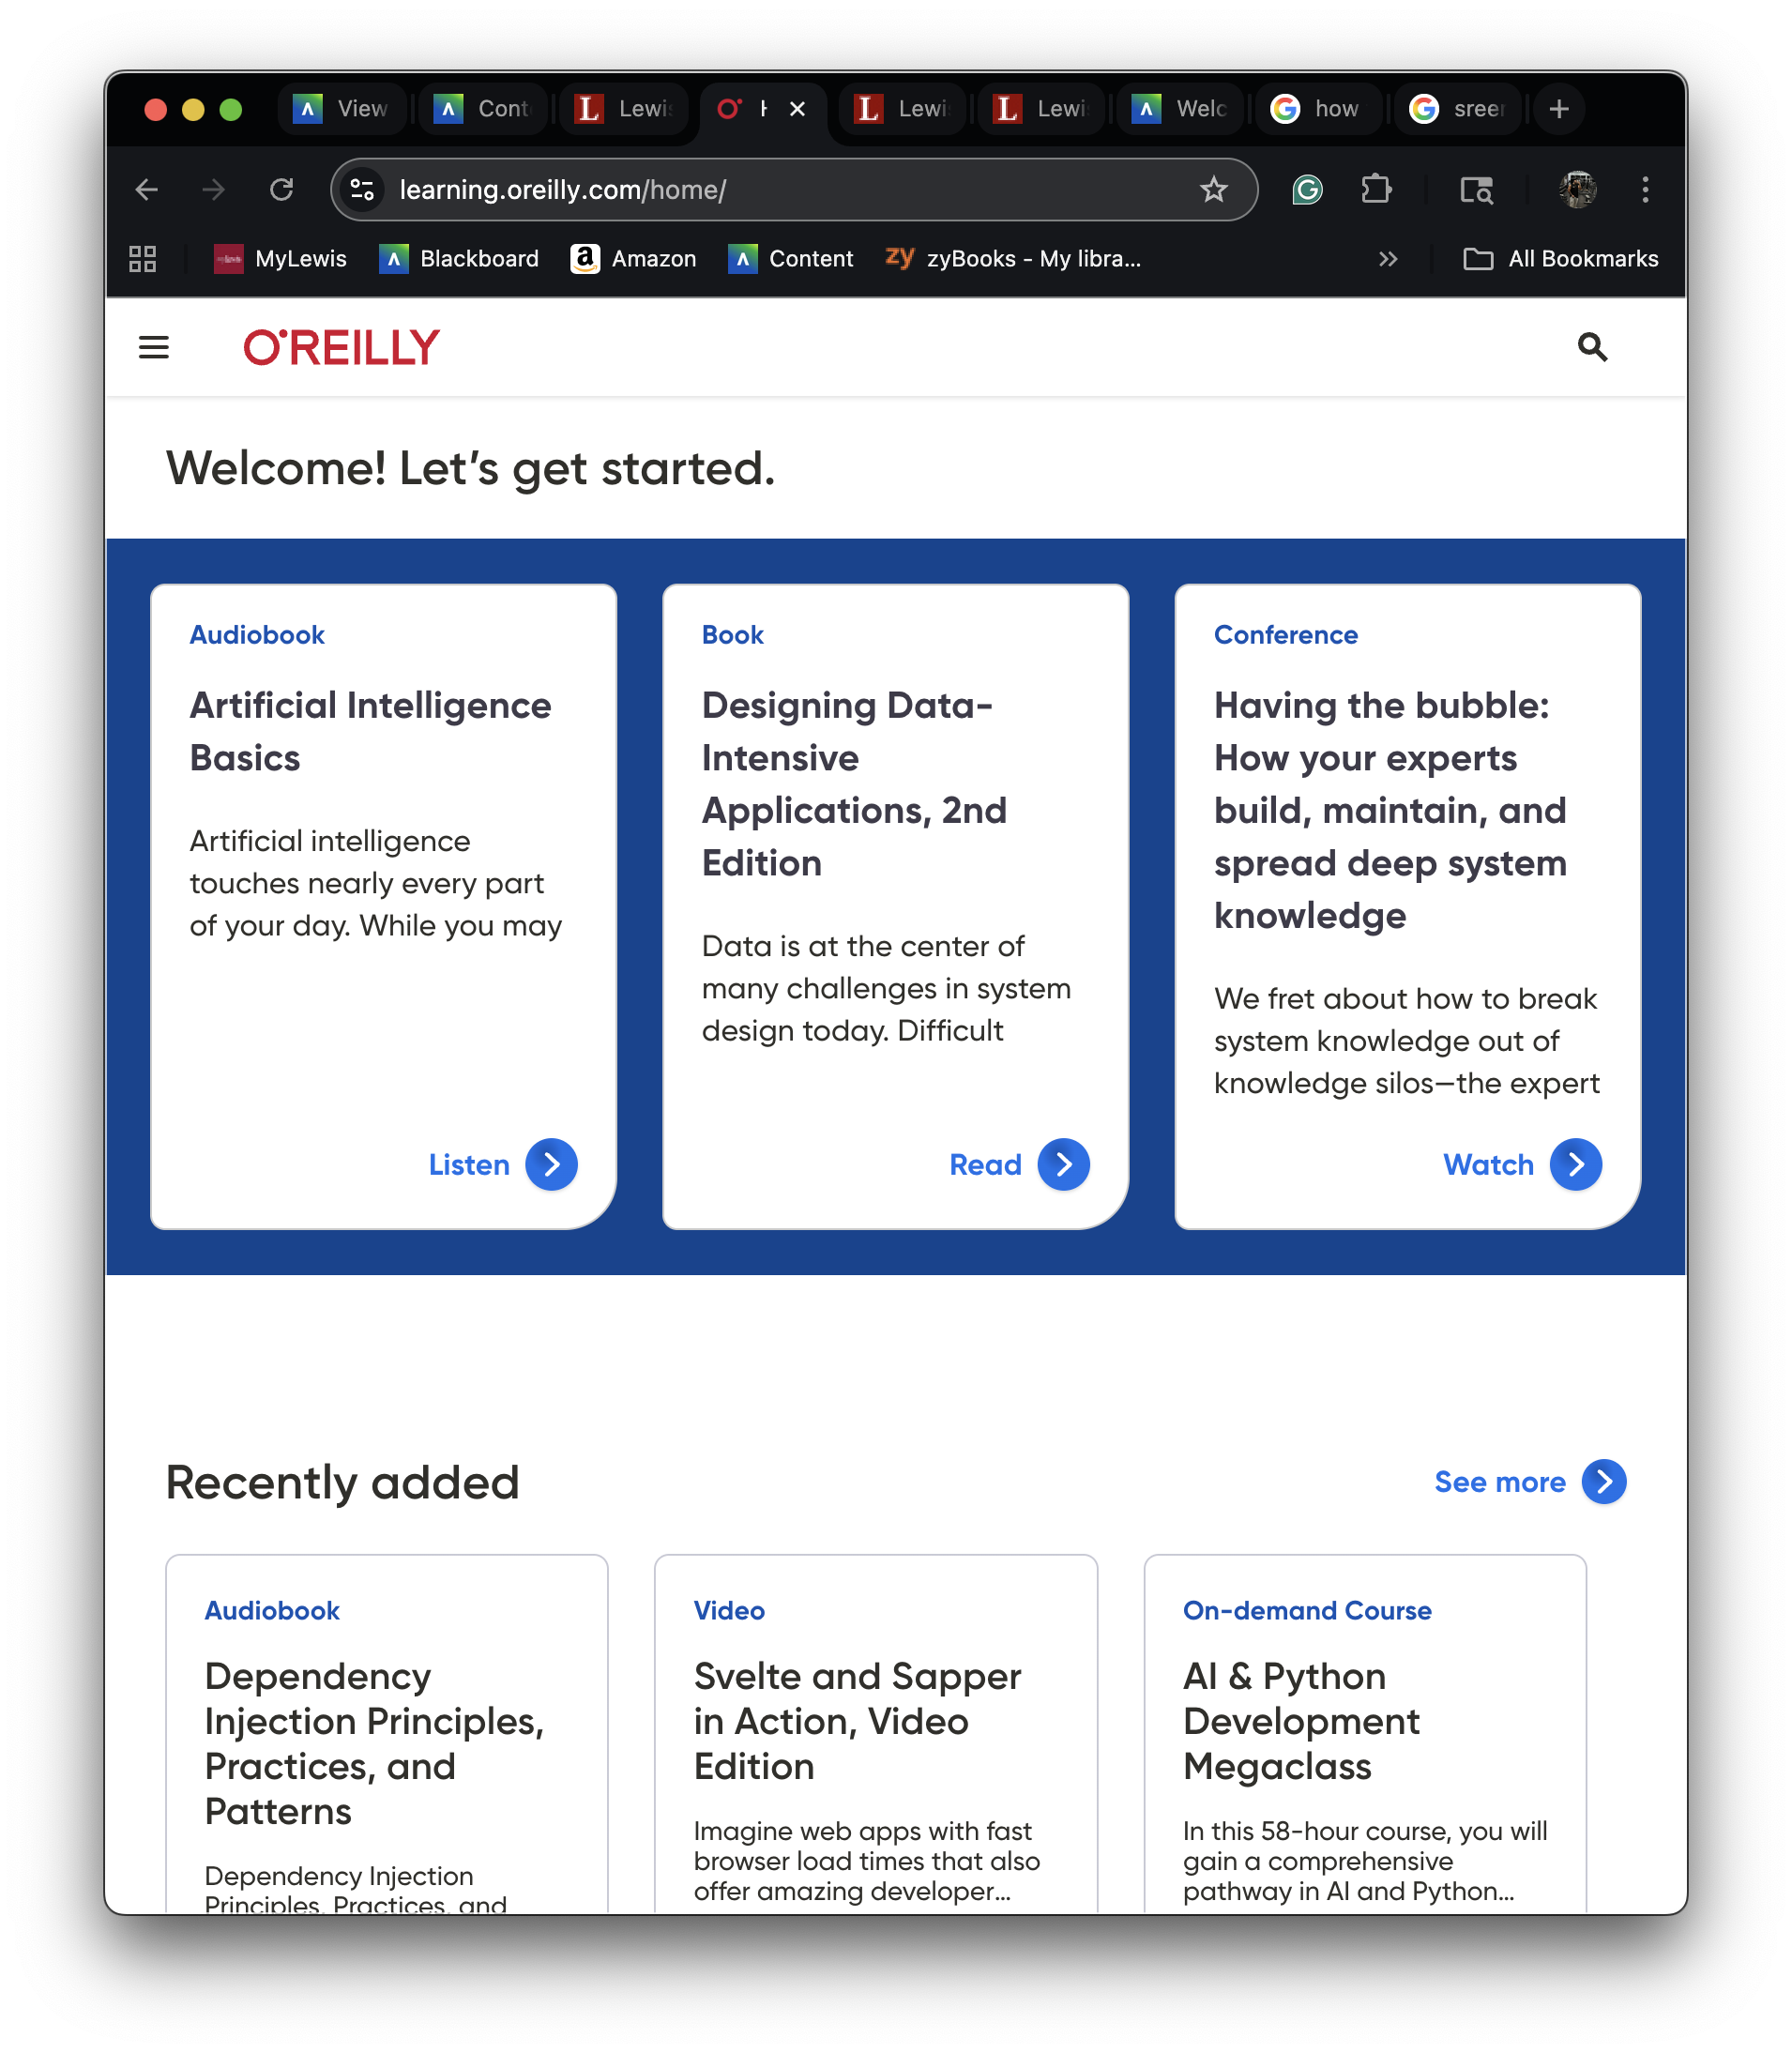 View
Cont
Lewis
H
Lewi
Lewi
Welc
how
sreen
learning.oreilly.com/home/
MyLewis
Blackboard
Amazon
Content
zyBooks - My libra...
All Bookmarks
O'REILLY
Welcome! Let’s get started.
Audiobook
Artificial Intelligence
Basics
Artificial intelligence
touches nearly every part
of your day. While you may
Listen
Book
Designing Data-
Intensive
Applications, 2nd
Edition
Data is at the center of
many challenges in system
design today. Difficult
Read
Conference
Having the bubble:
How your experts
build, maintain, and
spread deep system
knowledge
We fret about how to break
system knowledge out of
knowledge silos—the expert
Watch
Recently added
See more
Audiobook
Dependency
Injection Principles,
Practices, and
Patterns
Dependency Injection
Principles, Practices, and
Video
Svelte and Sapper
in Action, Video
Edition
Imagine web apps with fast
browser load times that also
offer amazing developer...
On-demand Course
AI & Python
Development
Megaclass
In this 58-hour course, you will
gain a comprehensive
pathway in AI and Python...